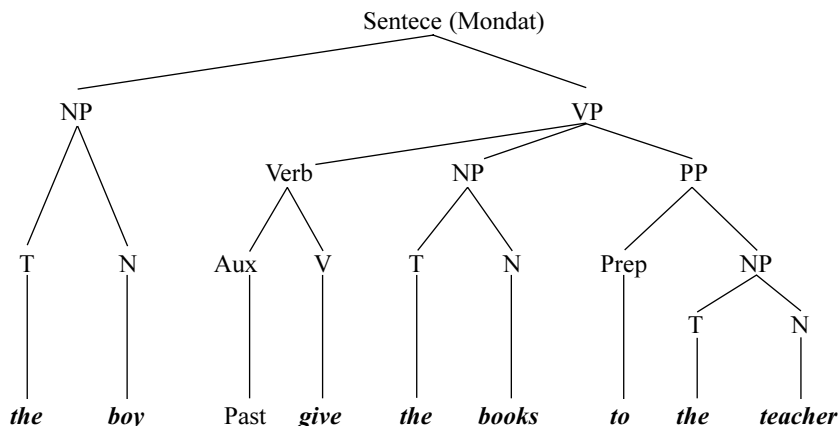 Sentece (Mondat)
NP VP
Verb NP PP
T N Aux V T N Prep NP
T N
the boy Past give the books to the teacher